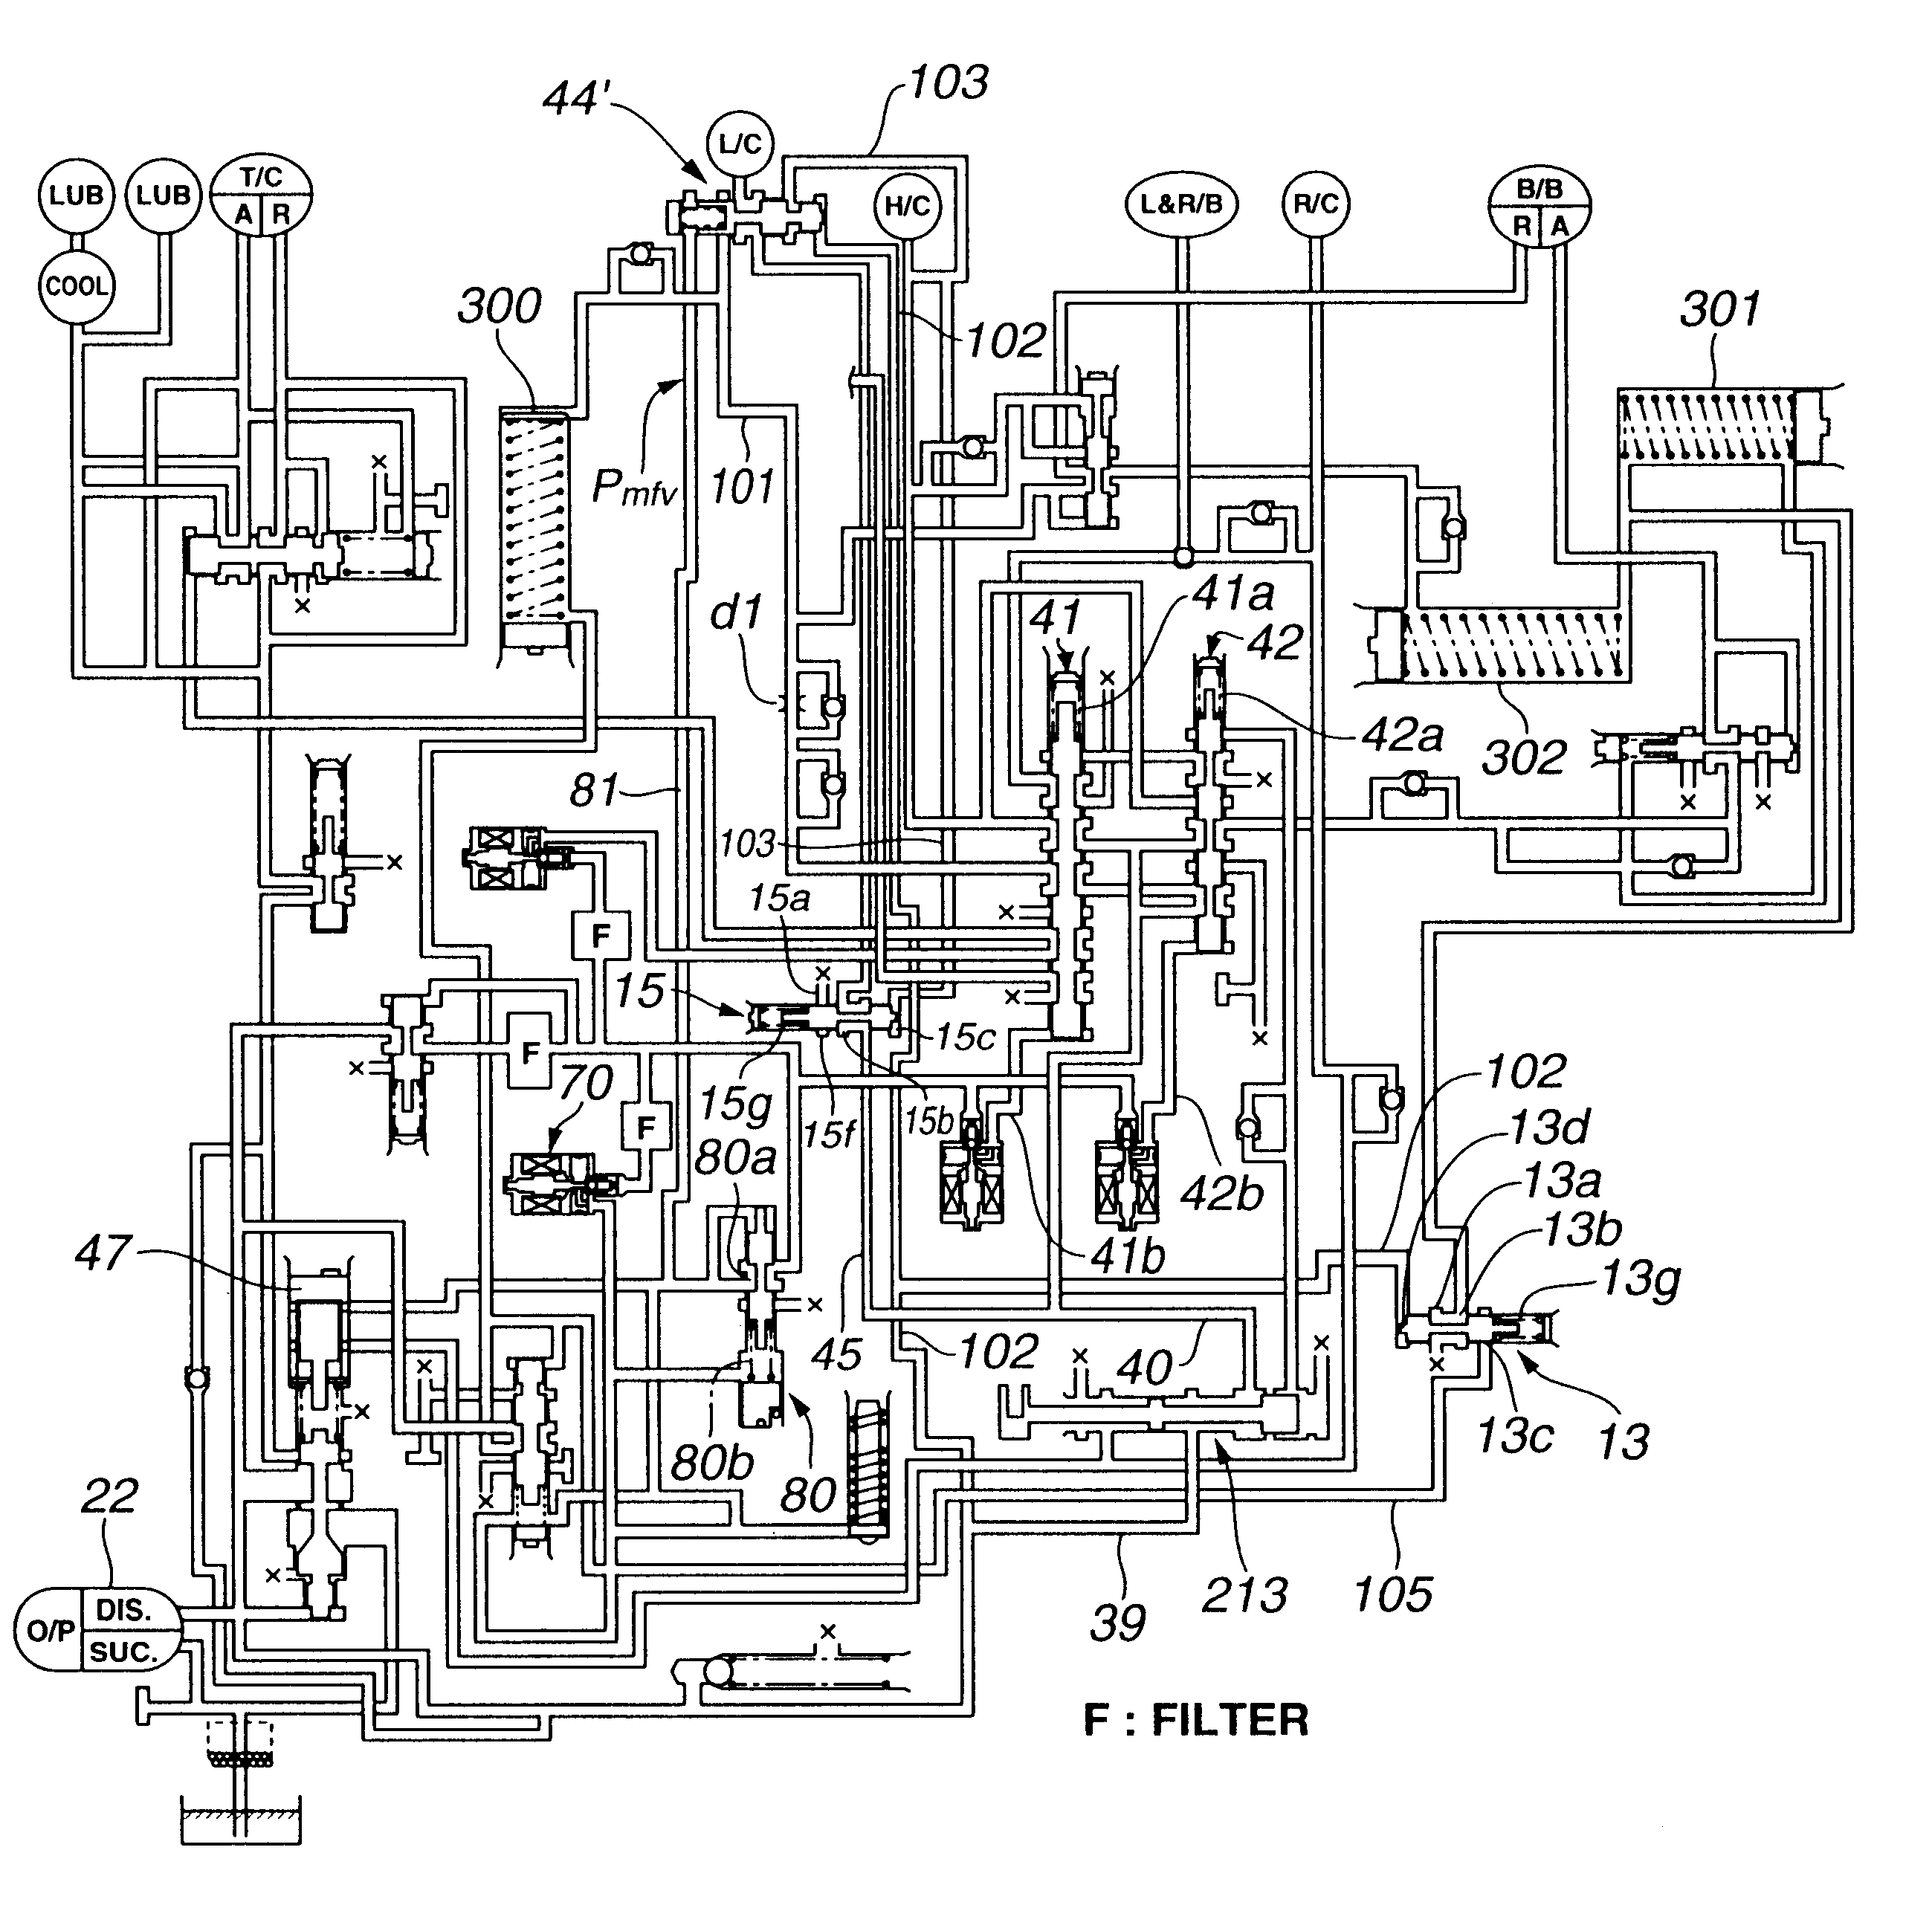 103
44'
L/C
LUB
LUB
T/C
A R
H/C
L&R/B
R/C
B/B
R A
COOL
300
102
301
Pmfv
101
×
×
d1
41
41a
42
×
42a
302
×
×
×
81
103
×
15a
×
F
15
×
×
15c
×
F
×
70
15g
15f
15b
102
13d
F
80a
42b
13a
13b
47
41b
13g
×
45
102
40
×
×
×
×
×
80b
80
13c
13
22
×
×
O/P
DIS.
SUC.
39
213
105
×
F : FILTER